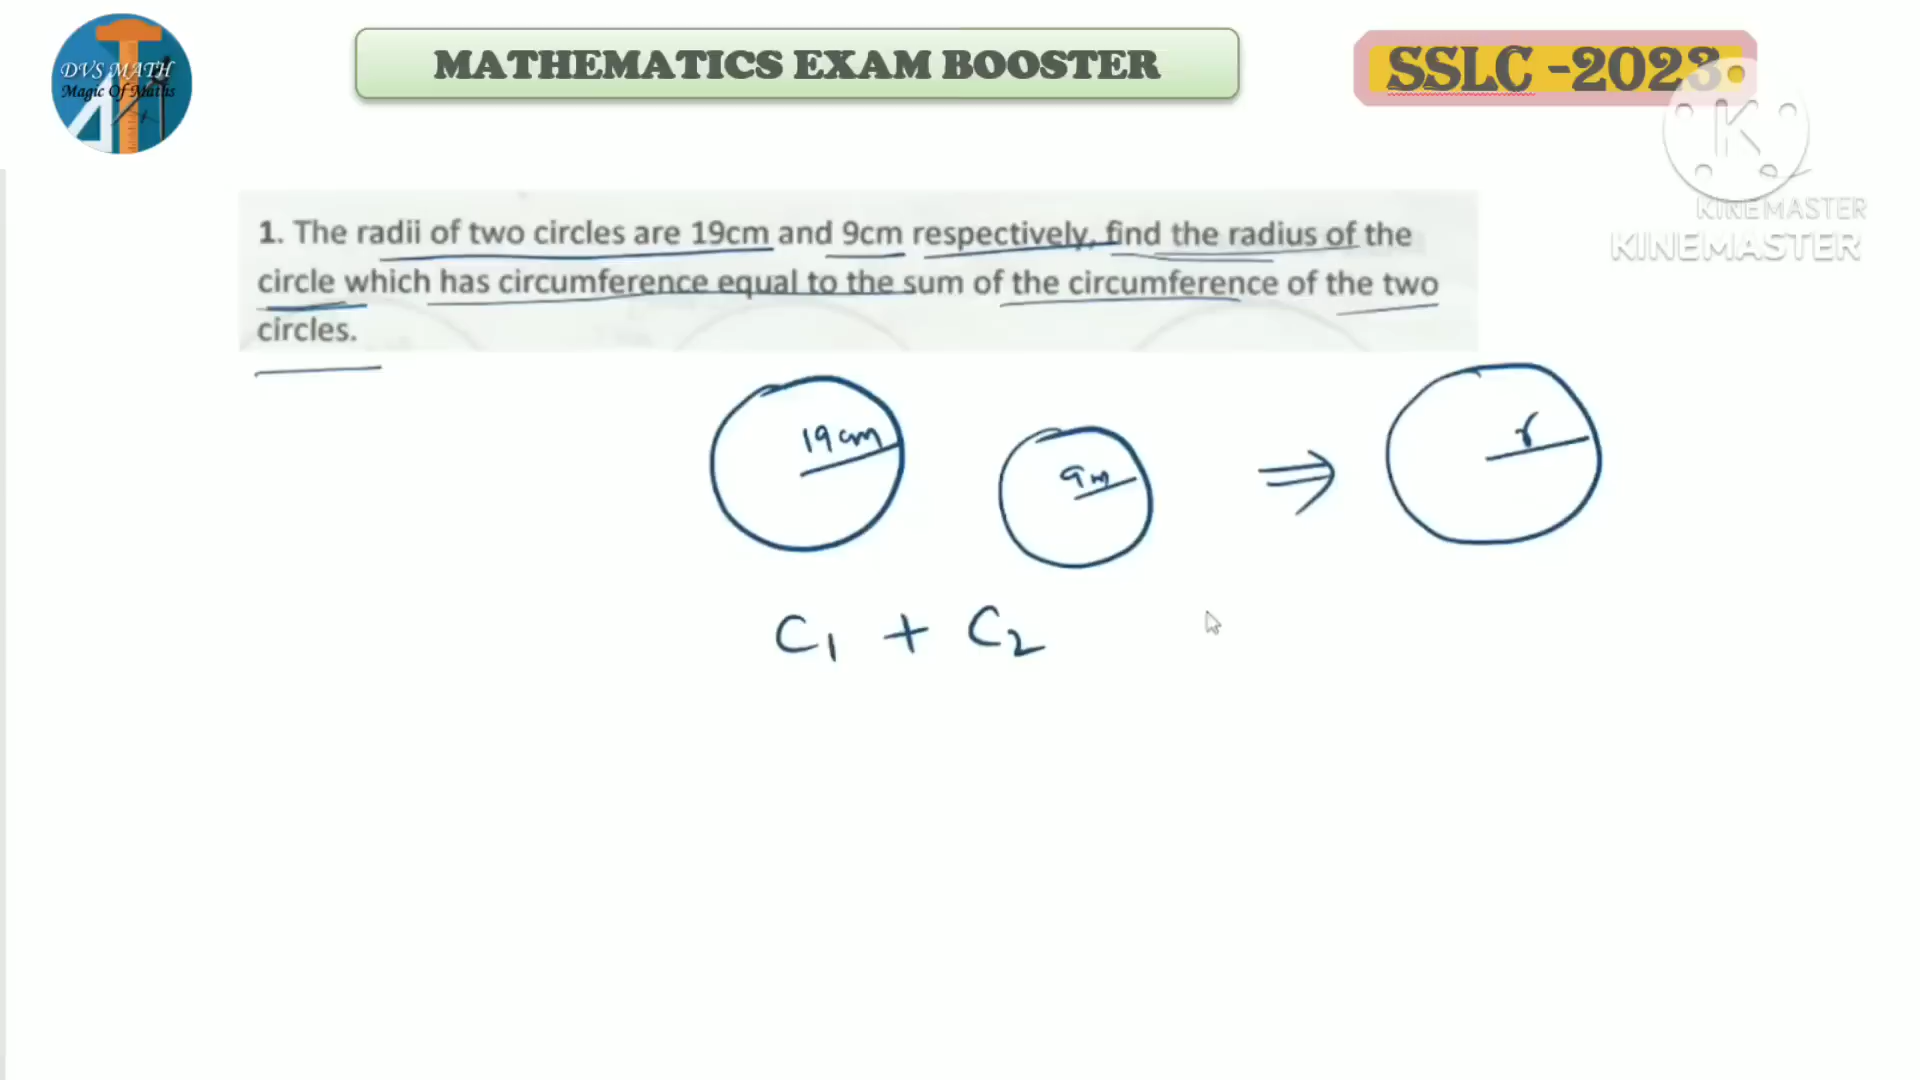 DVS MATH
Magic Of Maths
MATHEMATICS EXAM BOOSTER
SSLC -2023
KINEMASTER
KINEMASTER
1. The radii of two circles are 19cm and 9cm respectively, find the radius of the
circle which has circumference equal to the sum of the circumference of the two
circles.
19cm
9m
r
C1 + C2